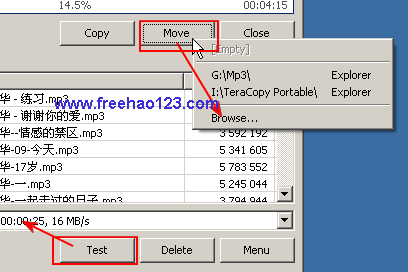 14.5% 00:04:15
Copy Move Close
[Empty]
G:\Mp3\ Explorer
I:\TeraCopy Portable\ Explorer
Browse...
华 - 练习.mp3
www.freehao123.com
华 - 谢谢你的爱.mp3
华--情感的禁区.mp3 3 592 192
华-09-今天.mp3 5 341 605
华-17岁.mp3 5 783 552
华-一.mp3 5 245 044
华-一起走过的日子.mp3 3 894 144
00:00:25, 16 MB/s
Test Delete Menu